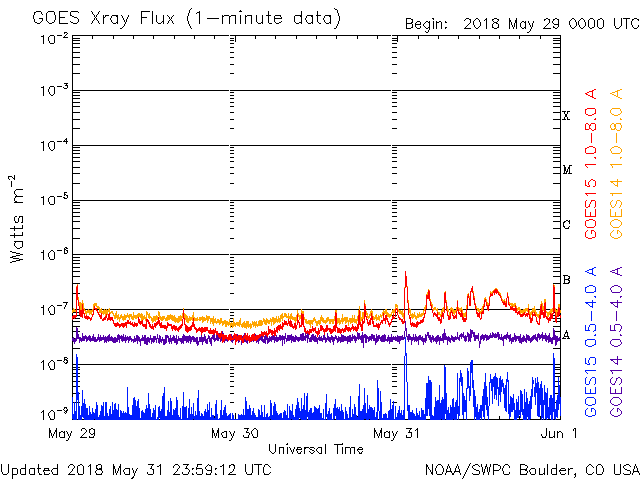 GOES Xray Flux (1-minute data)
Begin: 2018 May 29 0000 UTC
10-2
10-3
10-4
10-5
10-6
10-7
10-8
10-9
Watts m-2
X
M
C
B
A
GOES15 1.0-8.0 A
GOES14 1.0-8.0 A
GOES15 0.5-4.0 A
GOES14 0.5-4.0 A
May 29
May 30
May 31
Jun 1
Universal Time
Updated 2018 May 31 23:59:12 UTC
NOAA/SWPC Boulder, CO USA